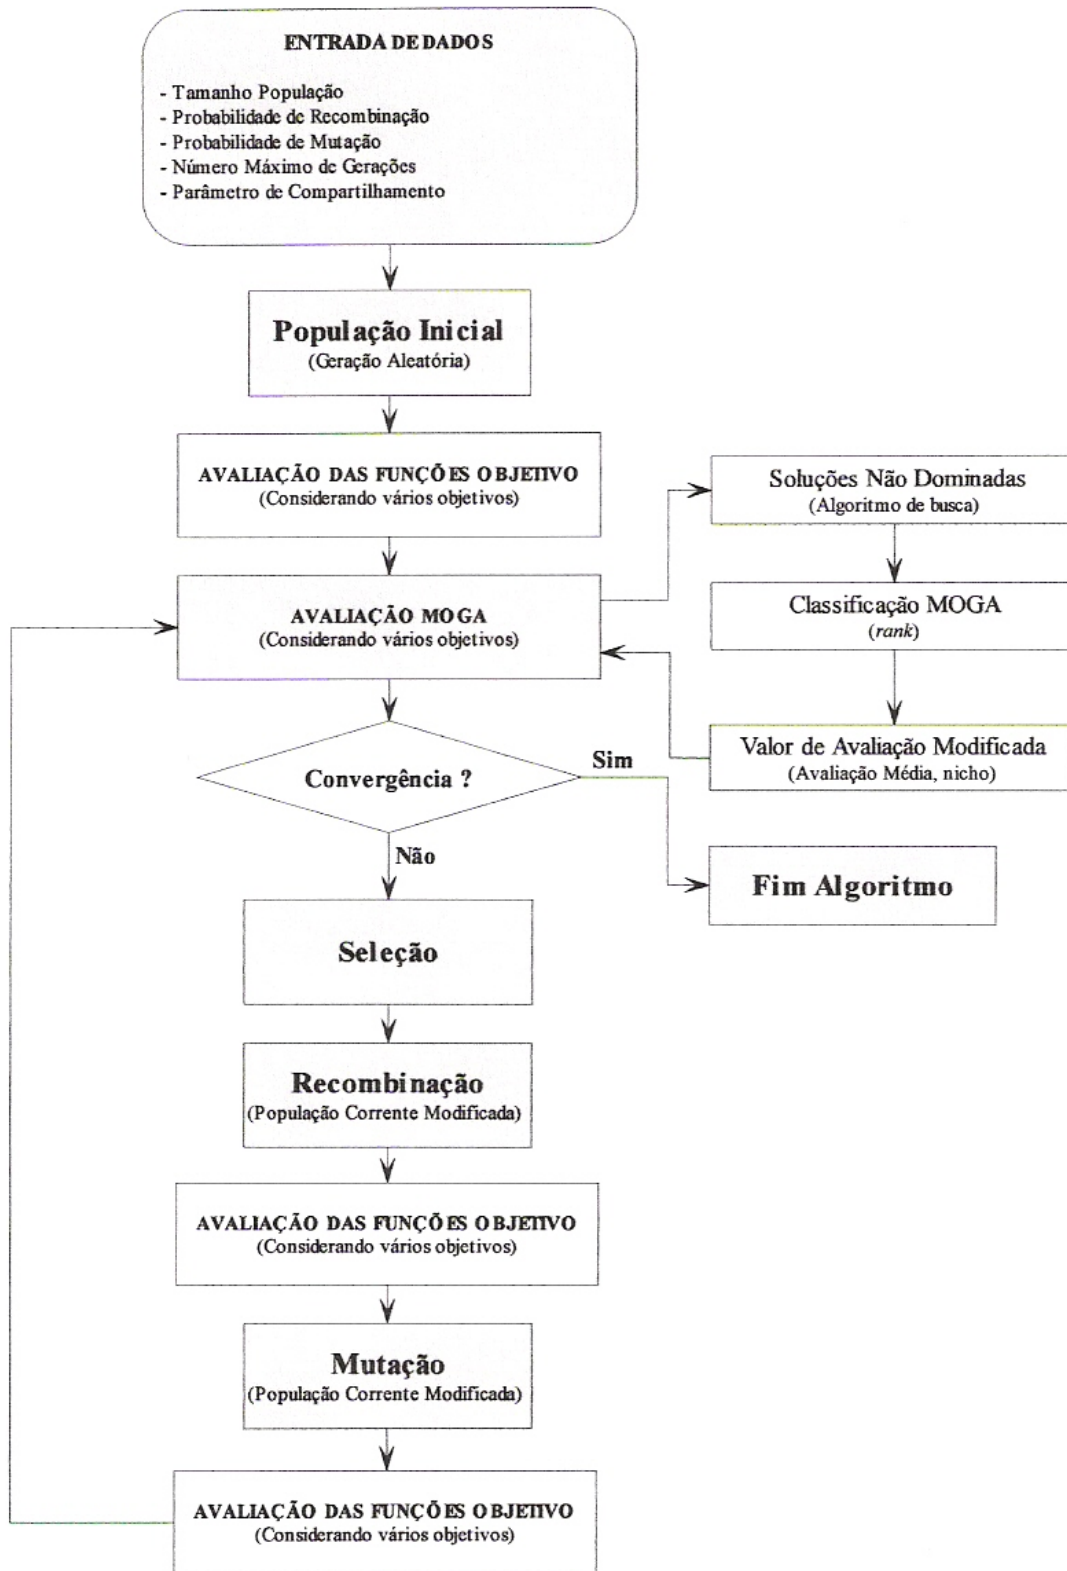 ENTRADA DE DADOS
- Tamanho População
- Probabilidade de Recombinação
- Probabilidade de Mutação
- Número Máximo de Gerações
- Parâmetro de Compartilhamento
População Inicial
(Geração Aleatória)
AVALIAÇÃO DAS FUNÇÕES OBJETIVO
(Considerando vários objetivos)
AVALIAÇÃO MOGA
(Considerando vários objetivos)
Soluções Não Dominadas
(Algoritmo de busca)
Classificação MOGA
(rank)
Valor de Avaliação Modificada
(Avaliação Média, nicho)
Convergência ?
Sim
Não
Fim Algoritmo
Seleção
Recombinação
(População Corrente Modificada)
AVALIAÇÃO DAS FUNÇÕES OBJETIVO
(Considerando vários objetivos)
Mutação
(População Corrente Modificada)
AVALIAÇÃO DAS FUNÇÕES OBJETIVO
(Considerando vários objetivos)